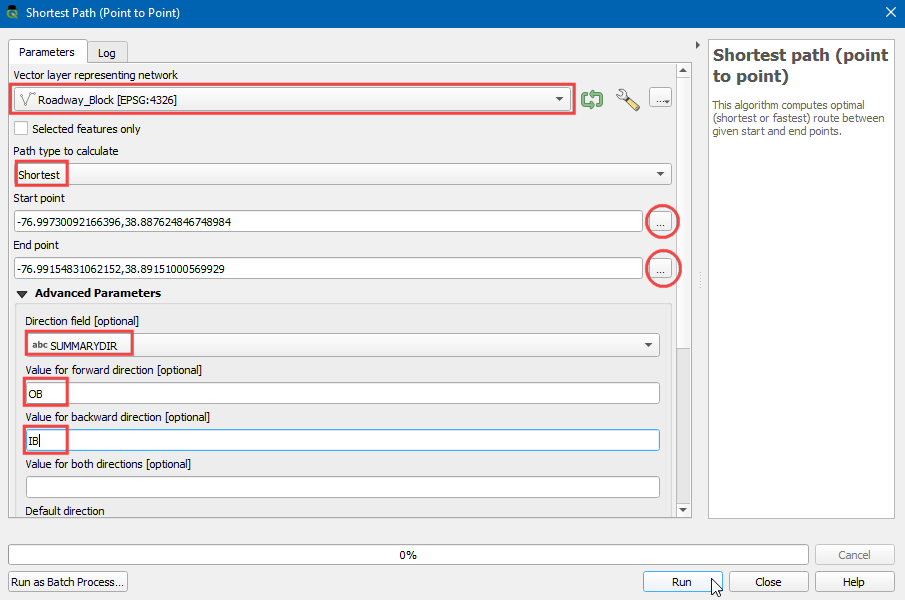 Shortest Path (Point to Point)
Parameters
Log
Vector layer representing network
Roadway_Block [EPSG:4326]
...
Selected features only
Path type to calculate
Shortest
Start point
-76.99730092166396,38.887624846748984
...
End point
-76.99154831062152,38.89151000569929
...
Advanced Parameters
Direction field [optional]
abc SUMMARYDIR
Value for forward direction [optional]
OB
Value for backward direction [optional]
IB
Value for both directions [optional]
Default direction
Shortest path (point
to point)
This algorithm computes optimal
(shortest or fastest) route between
given start and end points.
0%
Cancel
Run as Batch Process...
Run
Close
Help